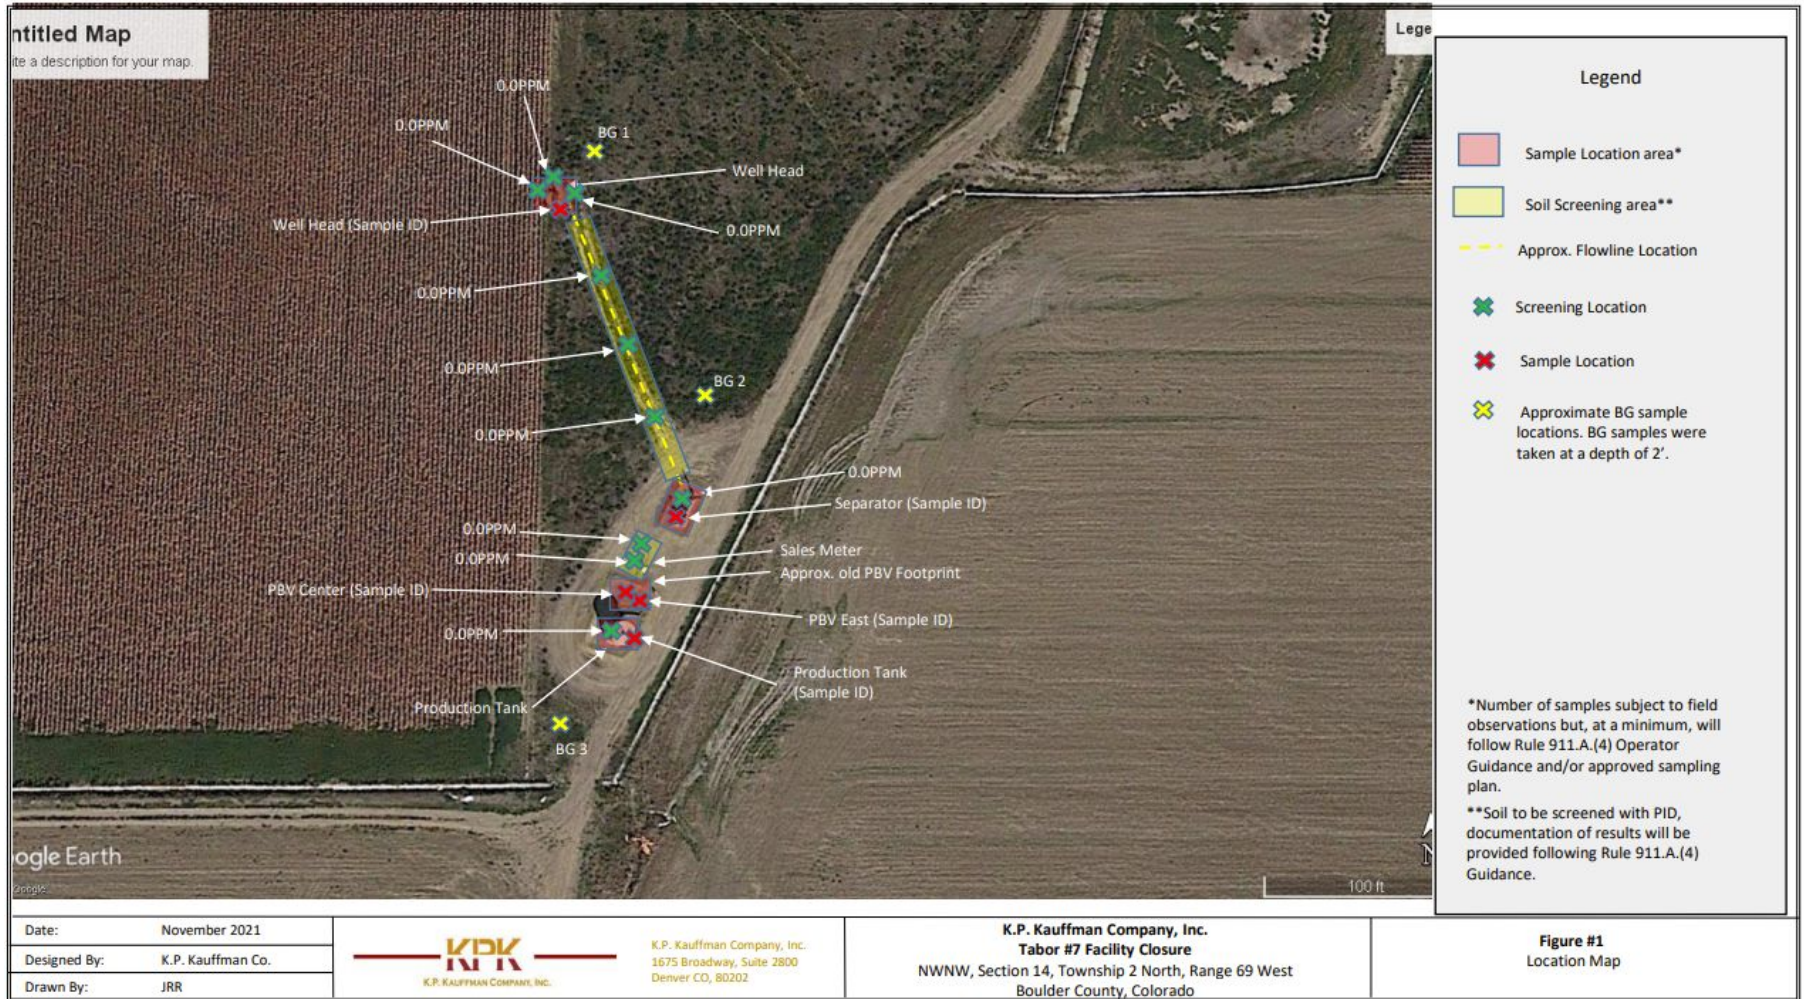 ntitled Map
ite a description for your map.
Lege
0.0PPM
0.0PPM
BG 1
Well Head
Well Head (Sample ID)
0.0PPM
0.0PPM
0.0PPM
BG 2
0.0PPM
0.0PPM
Separator (Sample ID)
0.0PPM
0.0PPM
Sales Meter
Approx. old PBV Footprint
PBV Center (Sample ID)
PBV East (Sample ID)
0.0PPM
Production Tank
(Sample ID)
Production Tank
BG 3
ogle Earth
Google
100 ft
N
Legend
Sample Location area*
Soil Screening area**
Approx. Flowline Location
Screening Location
Sample Location
Approximate BG sample
locations. BG samples were
taken at a depth of 2’.
*Number of samples subject to field
observations but, at a minimum, will
follow Rule 911.A.(4) Operator
Guidance and/or approved sampling
plan.
**Soil to be screened with PID,
documentation of results will be
provided following Rule 911.A.(4)
Guidance.
Date: November 2021
Designed By: K.P. Kauffman Co.
Drawn By: JRR
KPK
K.P. KAUFFMAN COMPANY, INC.
K.P. Kauffman Company, Inc.
1675 Broadway, Suite 2800
Denver CO, 80202
K.P. Kauffman Company, Inc.
Tabor #7 Facility Closure
NWNW, Section 14, Township 2 North, Range 69 West
Boulder County, Colorado
Figure #1
Location Map